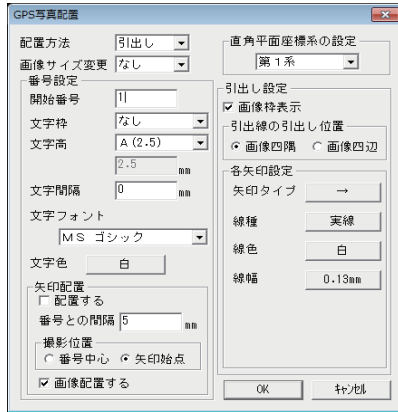 GPS写真配置
配置方法 引出し
画像サイズ変更 なし
番号設定
開始番号 1
文字枠 なし
文字高 A (2.5)
2.5 mm
文字間隔 0 mm
文字フォント
MS ゴシック
文字色 白
矢印配置
配置する
番号との間隔 5 mm
撮影位置
番号中心 矢印始点
画像配置する
直角平面座標系の設定
第1系
引出し設定
画像枠表示
引出線の引出し位置
画像四隅 画像四辺
各矢印設定
矢印タイプ →
線種 実線
線色 白
線幅 0.13mm
OK キャンセル